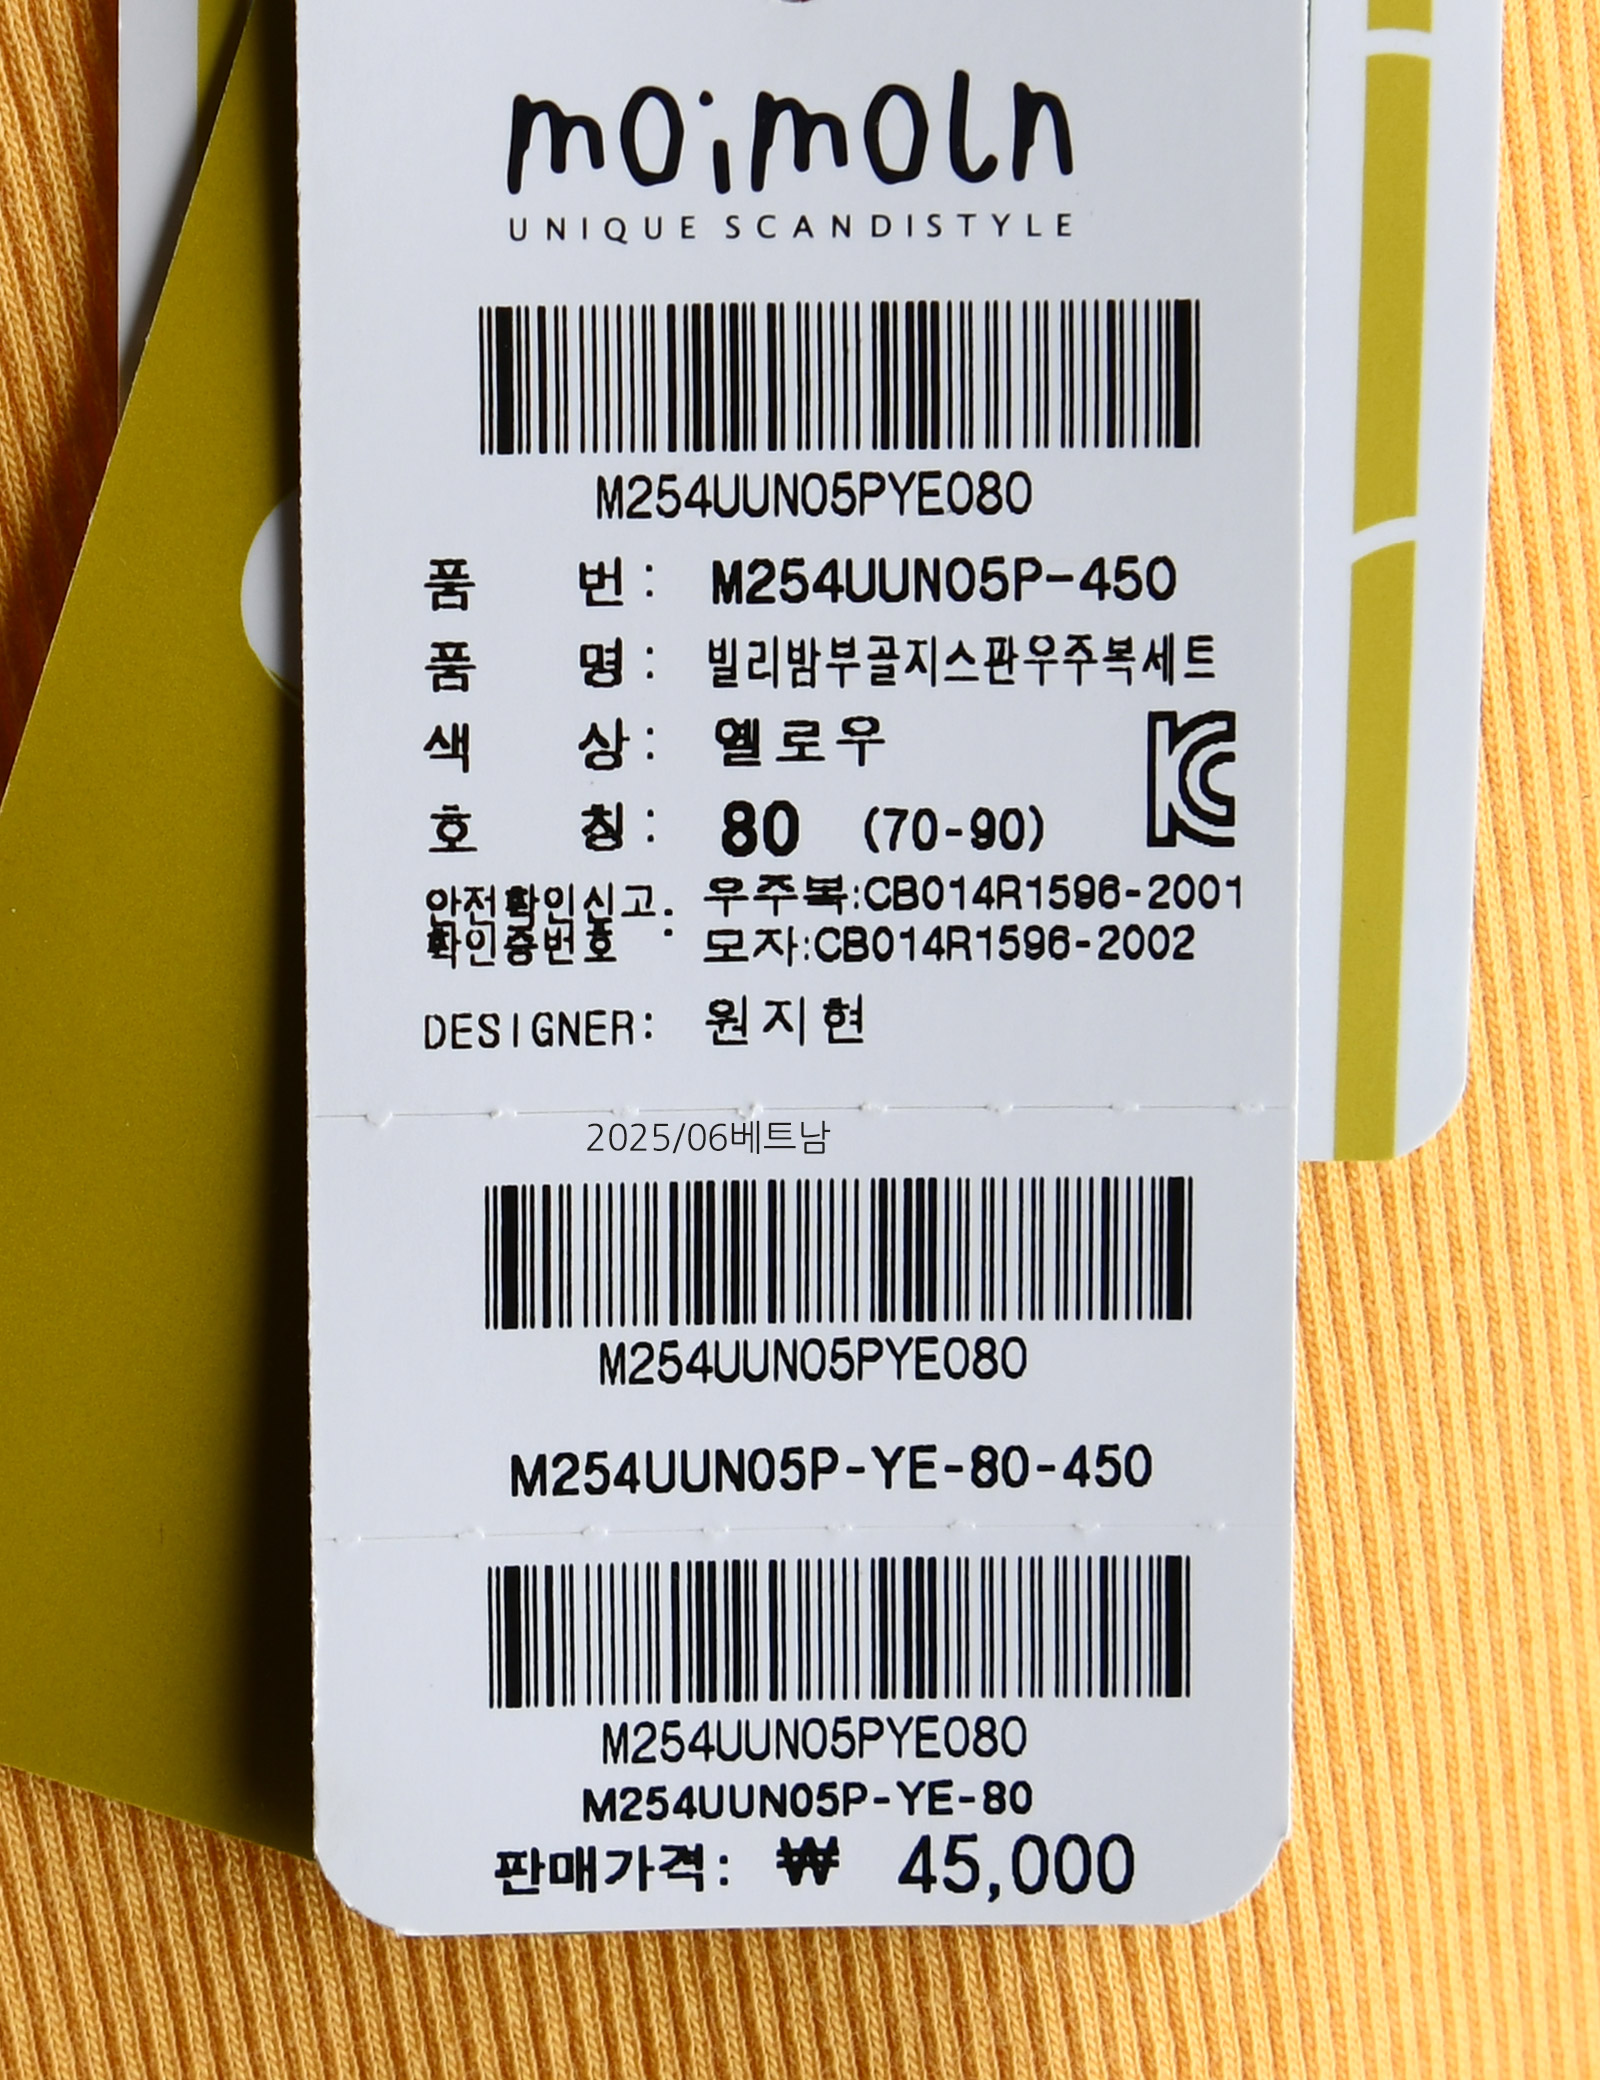 moimoln
UNIQUE SCANDISTYLE
M254UUN05PYE080
품 번: M254UUN05P-450
품 명: 빌리밤부골지스판우주복세트
색 상: 옐로우
호 칭: 80 (70-90)
안전확인신고 확인증번호: 우주복:CB014R1596-2001
모자:CB014R1596-2002
DESIGNER: 원지현
2025/06베트남
M254UUN05PYE080
M254UUN05P-YE-80-450
M254UUN05PYE080
M254UUN05P-YE-80
판매가격: ₩ 45,000